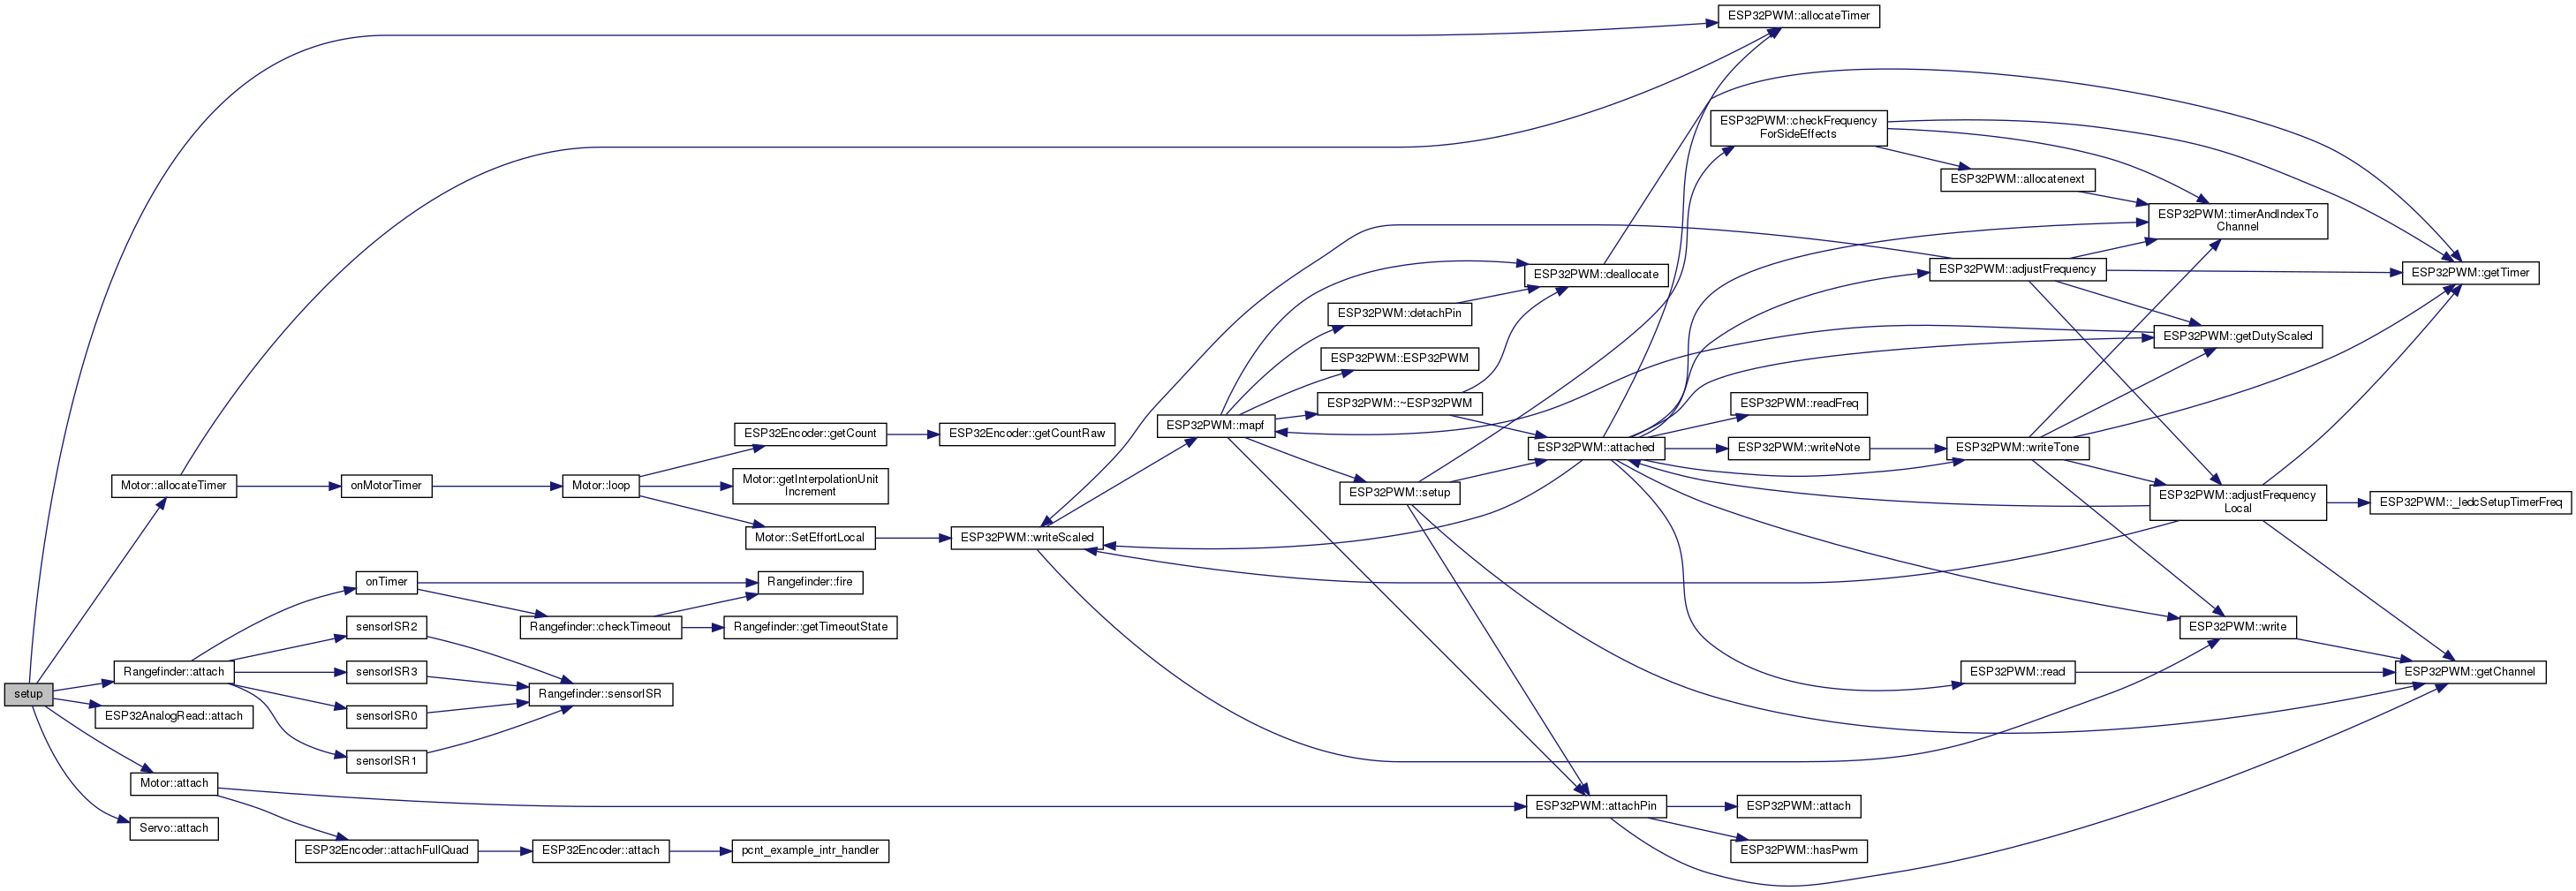 setup
Motor::allocateTimer
Rangefinder::attach
ESP32AnalogRead::attach
Motor::attach
Servo::attach
onMotorTimer
onTimer
sensorISR2
sensorISR3
sensorISR0
sensorISR1
ESP32Encoder::attachFullQuad
Motor::loop
Rangefinder::checkTimeout
Rangefinder::sensorISR
ESP32Encoder::attach
ESP32Encoder::getCount
Motor::getInterpolationUnit
Increment
Motor::SetEffortLocal
Rangefinder::fire
Rangefinder::getTimeoutState
pcnt_example_intr_handler
ESP32Encoder::getCountRaw
ESP32PWM::writeScaled
ESP32PWM::mapf
ESP32PWM::detachPin
ESP32PWM::ESP32PWM
ESP32PWM::~ESP32PWM
ESP32PWM::setup
ESP32PWM::deallocate
ESP32PWM::attached
ESP32PWM::attachPin
ESP32PWM::allocateTimer
ESP32PWM::checkFrequency
ForSideEffects
ESP32PWM::readFreq
ESP32PWM::writeNote
ESP32PWM::attach
ESP32PWM::hasPwm
ESP32PWM::allocatenext
ESP32PWM::adjustFrequency
ESP32PWM::writeTone
ESP32PWM::read
ESP32PWM::timerAndIndexTo
Channel
ESP32PWM::getDutyScaled
ESP32PWM::adjustFrequency
Local
ESP32PWM::write
ESP32PWM::getTimer
ESP32PWM::_ledcSetupTimerFreq
ESP32PWM::getChannel